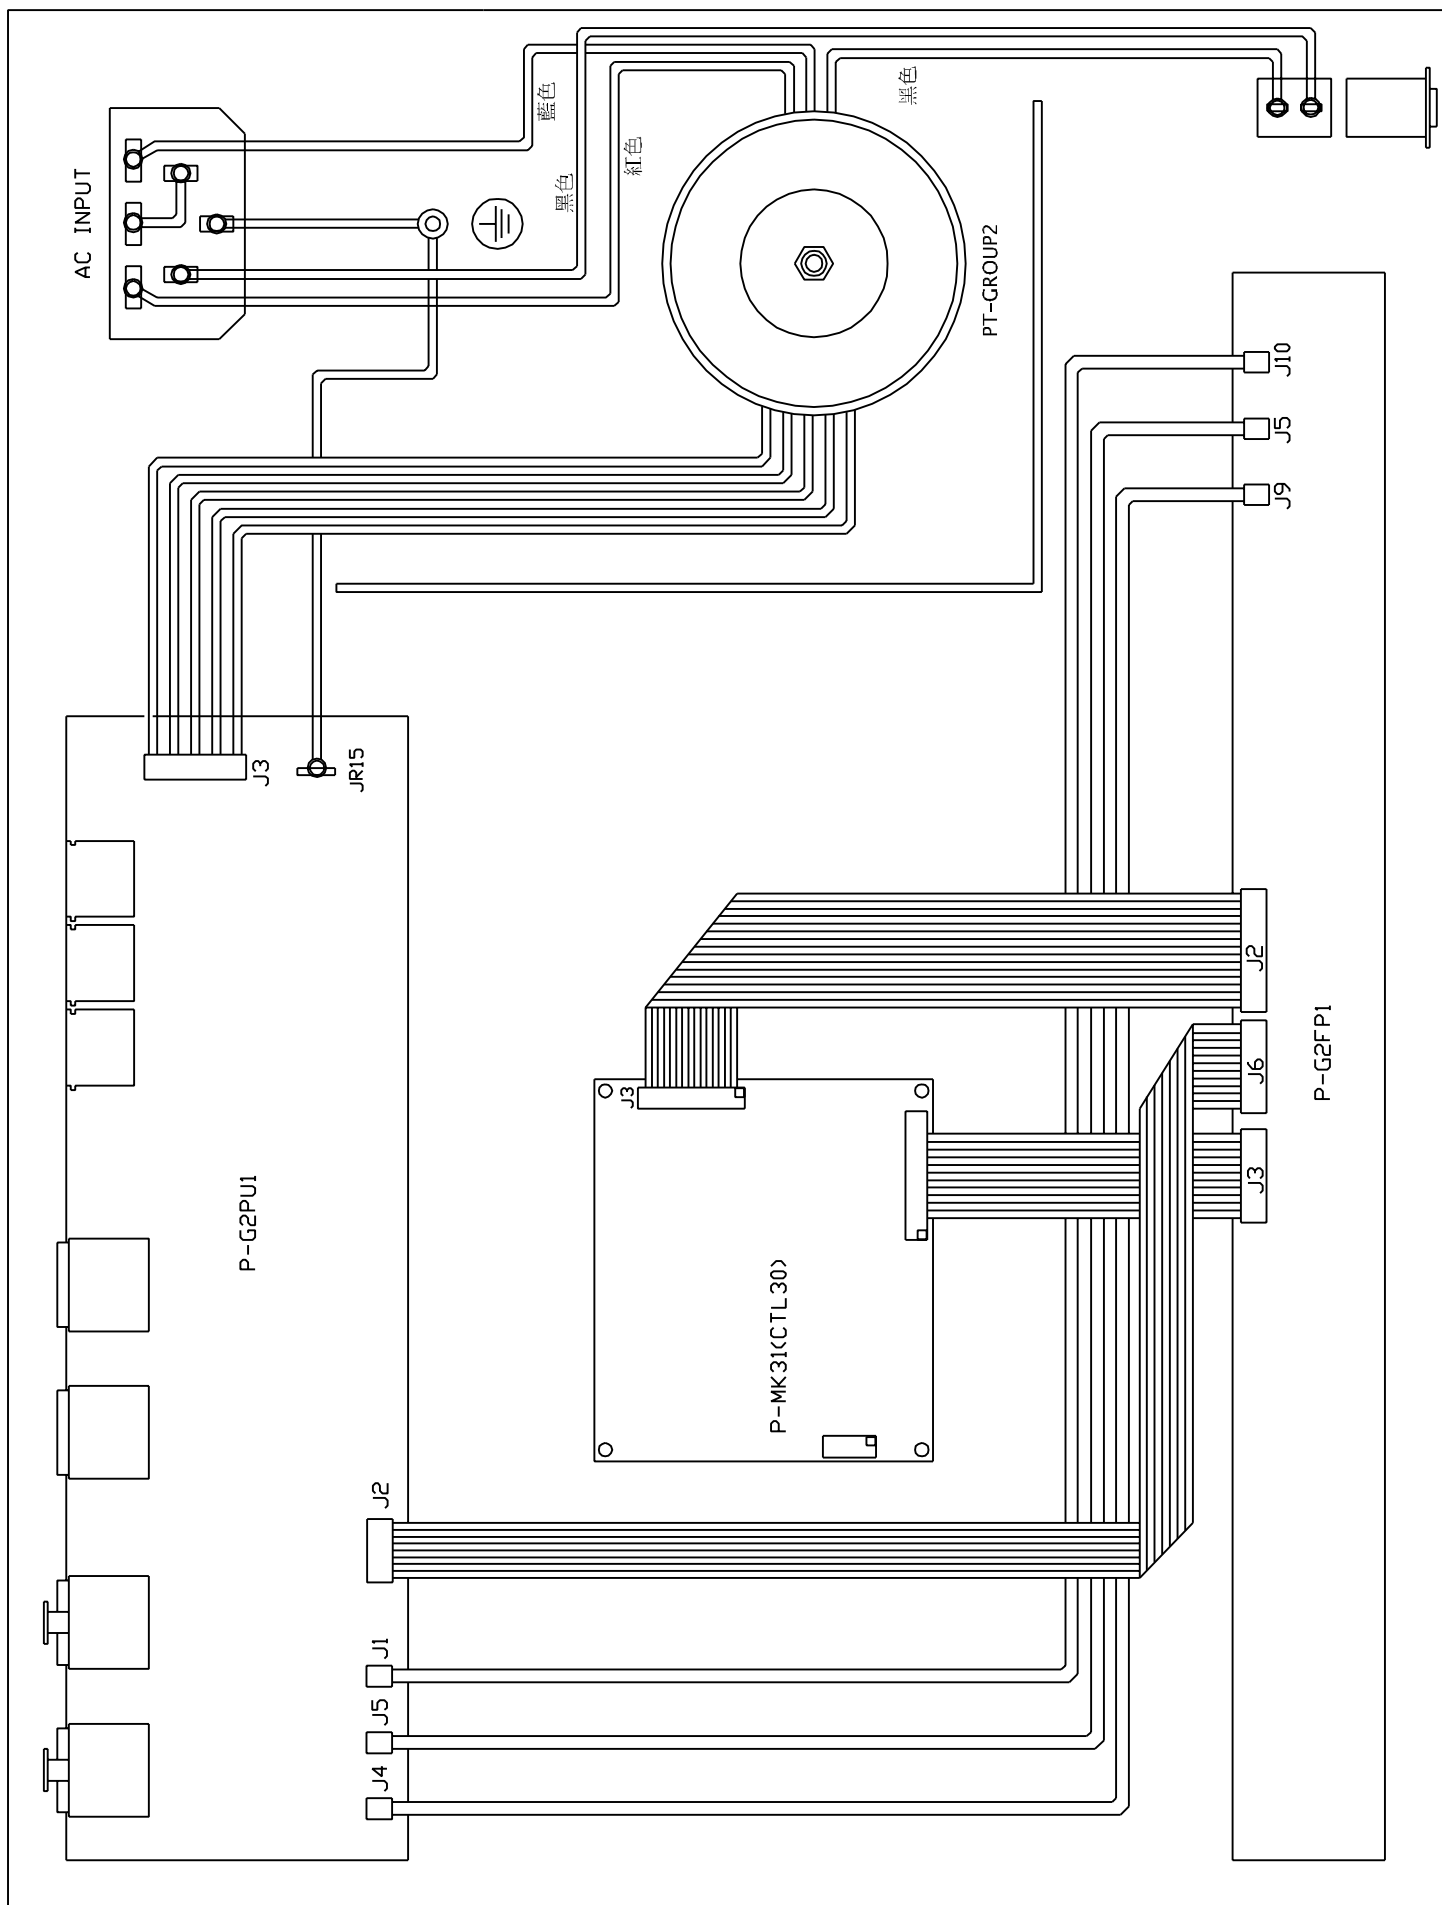 AC INPUT
藍色
黑色
紅色
黑色
PT-GROUP2
J10
J5
J9
J3
JR15
P-G2PU1
J3
P-MK31(CTL30)
J2
J6
J3
P-G2FP1
J2
J1
J5
J4